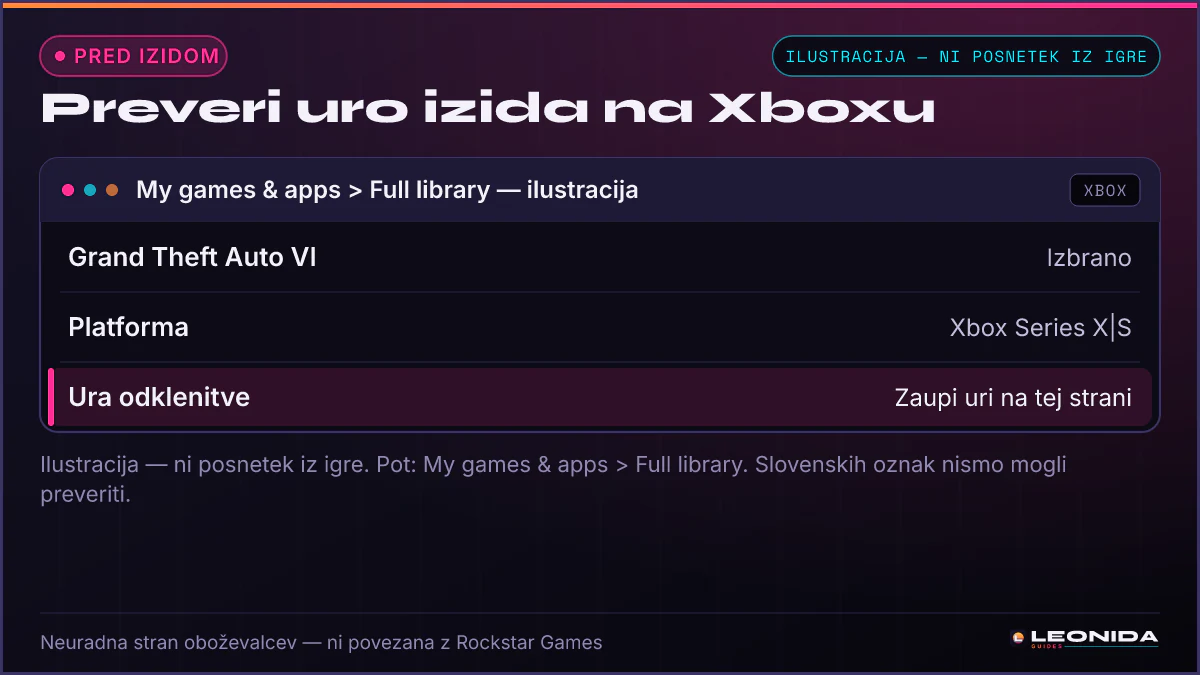 PRED IZIDOM
ILUSTRACIJA — NI POSNETEK IZ IGRE
Preveri uro izida na Xboxu
My games & apps > Full library — ilustracija
XBOX
Grand Theft Auto VI
Izbrano
Platforma
Xbox Series X|S
Ura odklenitve
Zaupi uri na tej strani
Ilustracija — ni posnetek iz igre. Pot: My games & apps > Full library. Slovenskih oznak nismo mogli
preveriti.
Neuradna stran oboževalcev — ni povezana z Rockstar Games
LEONIDA
GUIDES